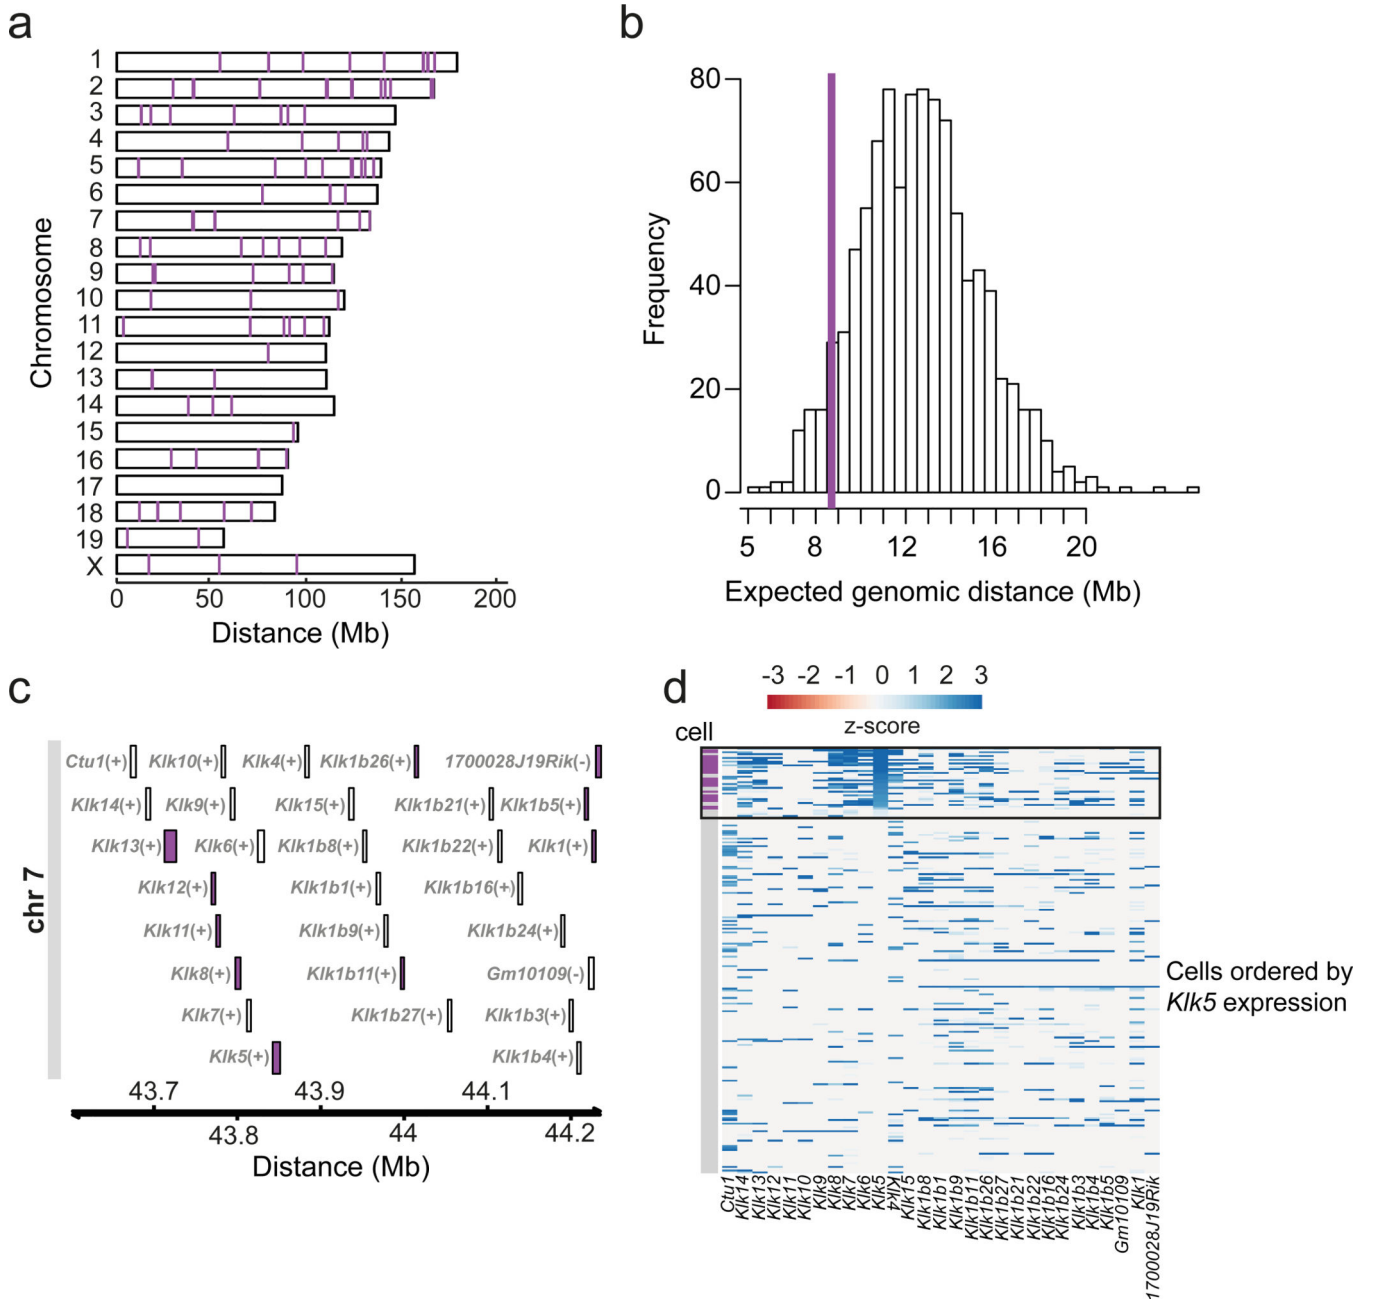 a
1
2
3
4
5
6
7
8
9
10
11
12
13
14
15
16
17
18
19
X
Chromosome
0 50 100 150 200
Distance (Mb)
b
80
60
40
20
0
Frequency
5 8 12 16 20
Expected genomic distance (Mb)
c
chr 7
Ctu1(+) Klk10(+) Klk4(+) Klk1b26(+) 1700028J19Rik(-)
Klk14(+) Klk9(+) Klk15(+) Klk1b21(+) Klk1b5(+)
Klk13(+) Klk6(+) Klk1b8(+) Klk1b22(+) Klk1(+)
Klk12(+) Klk1b1(+) Klk1b16(+)
Klk11(+) Klk1b9(+) Klk1b24(+)
Klk8(+) Klk1b11(+) Gm10109(-)
Klk7(+) Klk1b27(+) Klk1b3(+)
Klk5(+) Klk1b4(+)
43.7 43.9 44.1
43.8 44 44.2
Distance (Mb)
d
-3 -2 -1 0 1 2 3
z-score
cell
Cells ordered by
Klk5 expression
Ctu1
Klk14
Klk13
Klk12
Klk11
Klk10
Klk9
Klk8
Klk7
Klk6
Klk5
Klk4
Klk15
Klk1b8
Klk1b1
Klk1b9
Klk1b11
Klk1b26
Klk1b27
Klk1b21
Klk1b22
Klk1b16
Klk1b24
Klk1b3
Klk1b4
Klk1b5
Gm10109
Klk1
1700028J19Rik